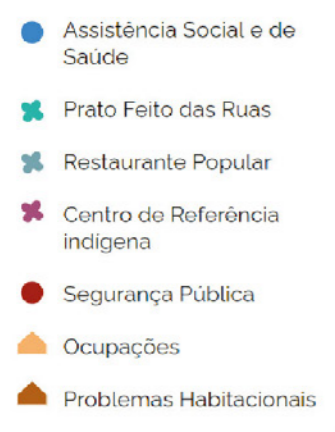 Assistência Social e de
Saúde
Prato Feito das Ruas
Restaurante Popular
Centro de Referência
indígena
Segurança Pública
Ocupações
Problemas Habitacionais